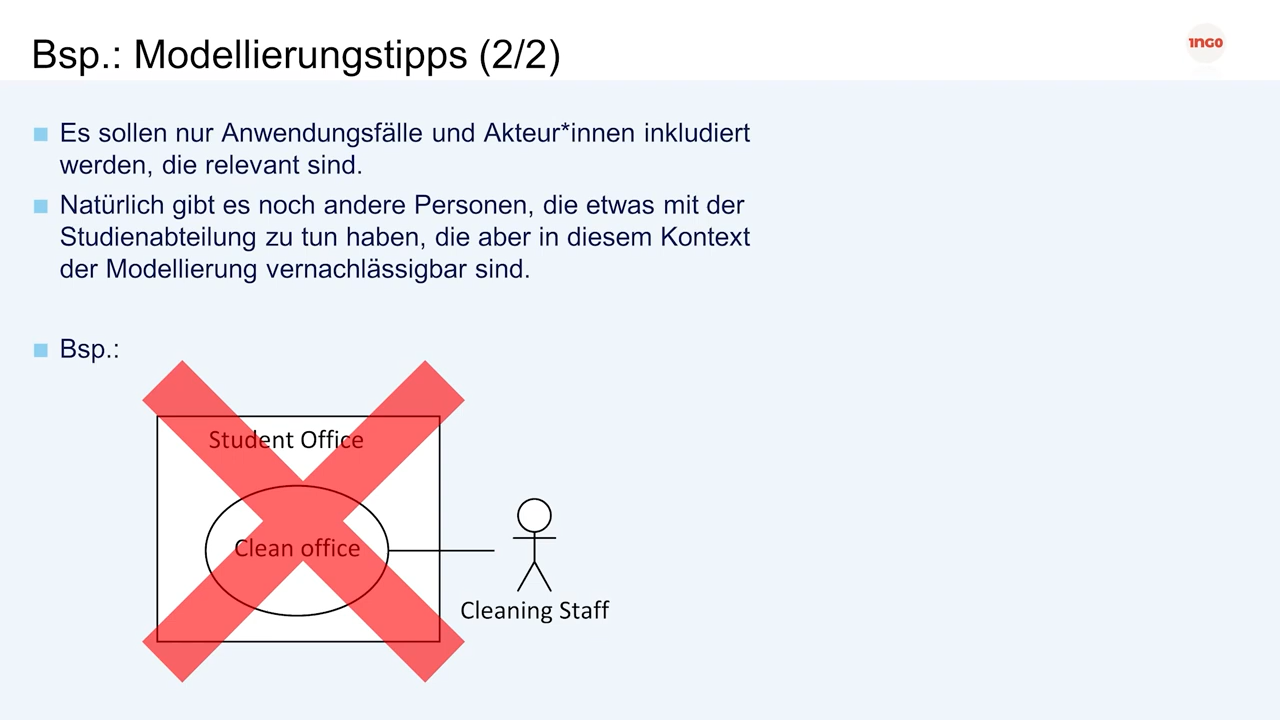 Bsp.: Modellierungstipps (2/2)
1NGO
Es sollen nur Anwendungsfälle und Akteur*innen inkludiert
werden, die relevant sind.
Natürlich gibt es noch andere Personen, die etwas mit der
Studienabteilung zu tun haben, die aber in diesem Kontext
der Modellierung vernachlässigbar sind.
Bsp.:
Student Office
Clean office
Cleaning Staff